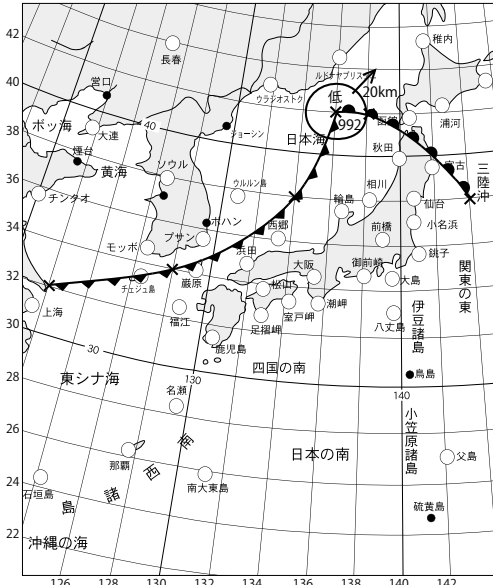 42
40
38
36
34
32
30
28
26
24
22
126
128
130
132
134
136
138
140
142
稚内
長春
ルドナヤプリス
営口
ウラジオストク
低
20km
992
函館
浦河
ボッ海
大連
40
ジョーシン
日本海
秋田
宮古
三陸沖
煙台
黄海
ソウル
ウルルン島
相川
輪島
仙台
チンタオ
ポハン
西郷
小名浜
前橋
モッポ
プサン
浜田
大阪
御前崎
銚子
チェジュ島
厳原
松山
大島
関東の東
上海
福江
室戸岬
潮岬
伊豆諸島
八丈島
足摺岬
30
鹿児島
四国の南
東シナ海
130
鳥島
140
名瀬
小笠原諸島
南西諸島
日本の南
那覇
父島
南大東島
石垣島
硫黄島
沖縄の海